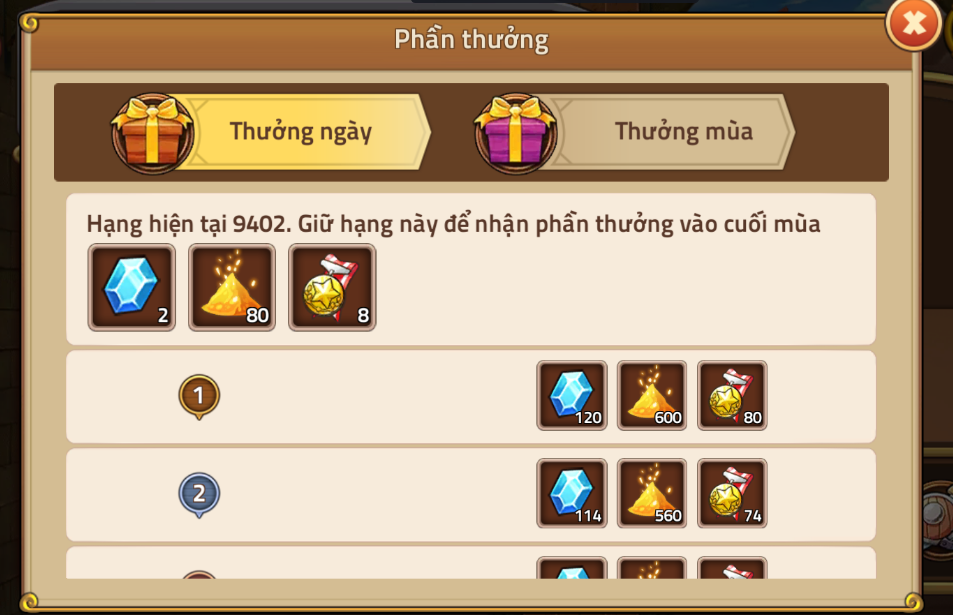 Phần thưởng
Thưởng ngày
Thưởng mùa
Hạng hiện tại 9402. Giữ hạng này để nhận phần thưởng vào cuối mùa
2 80 8
1 120 600 80
2 114 560 74